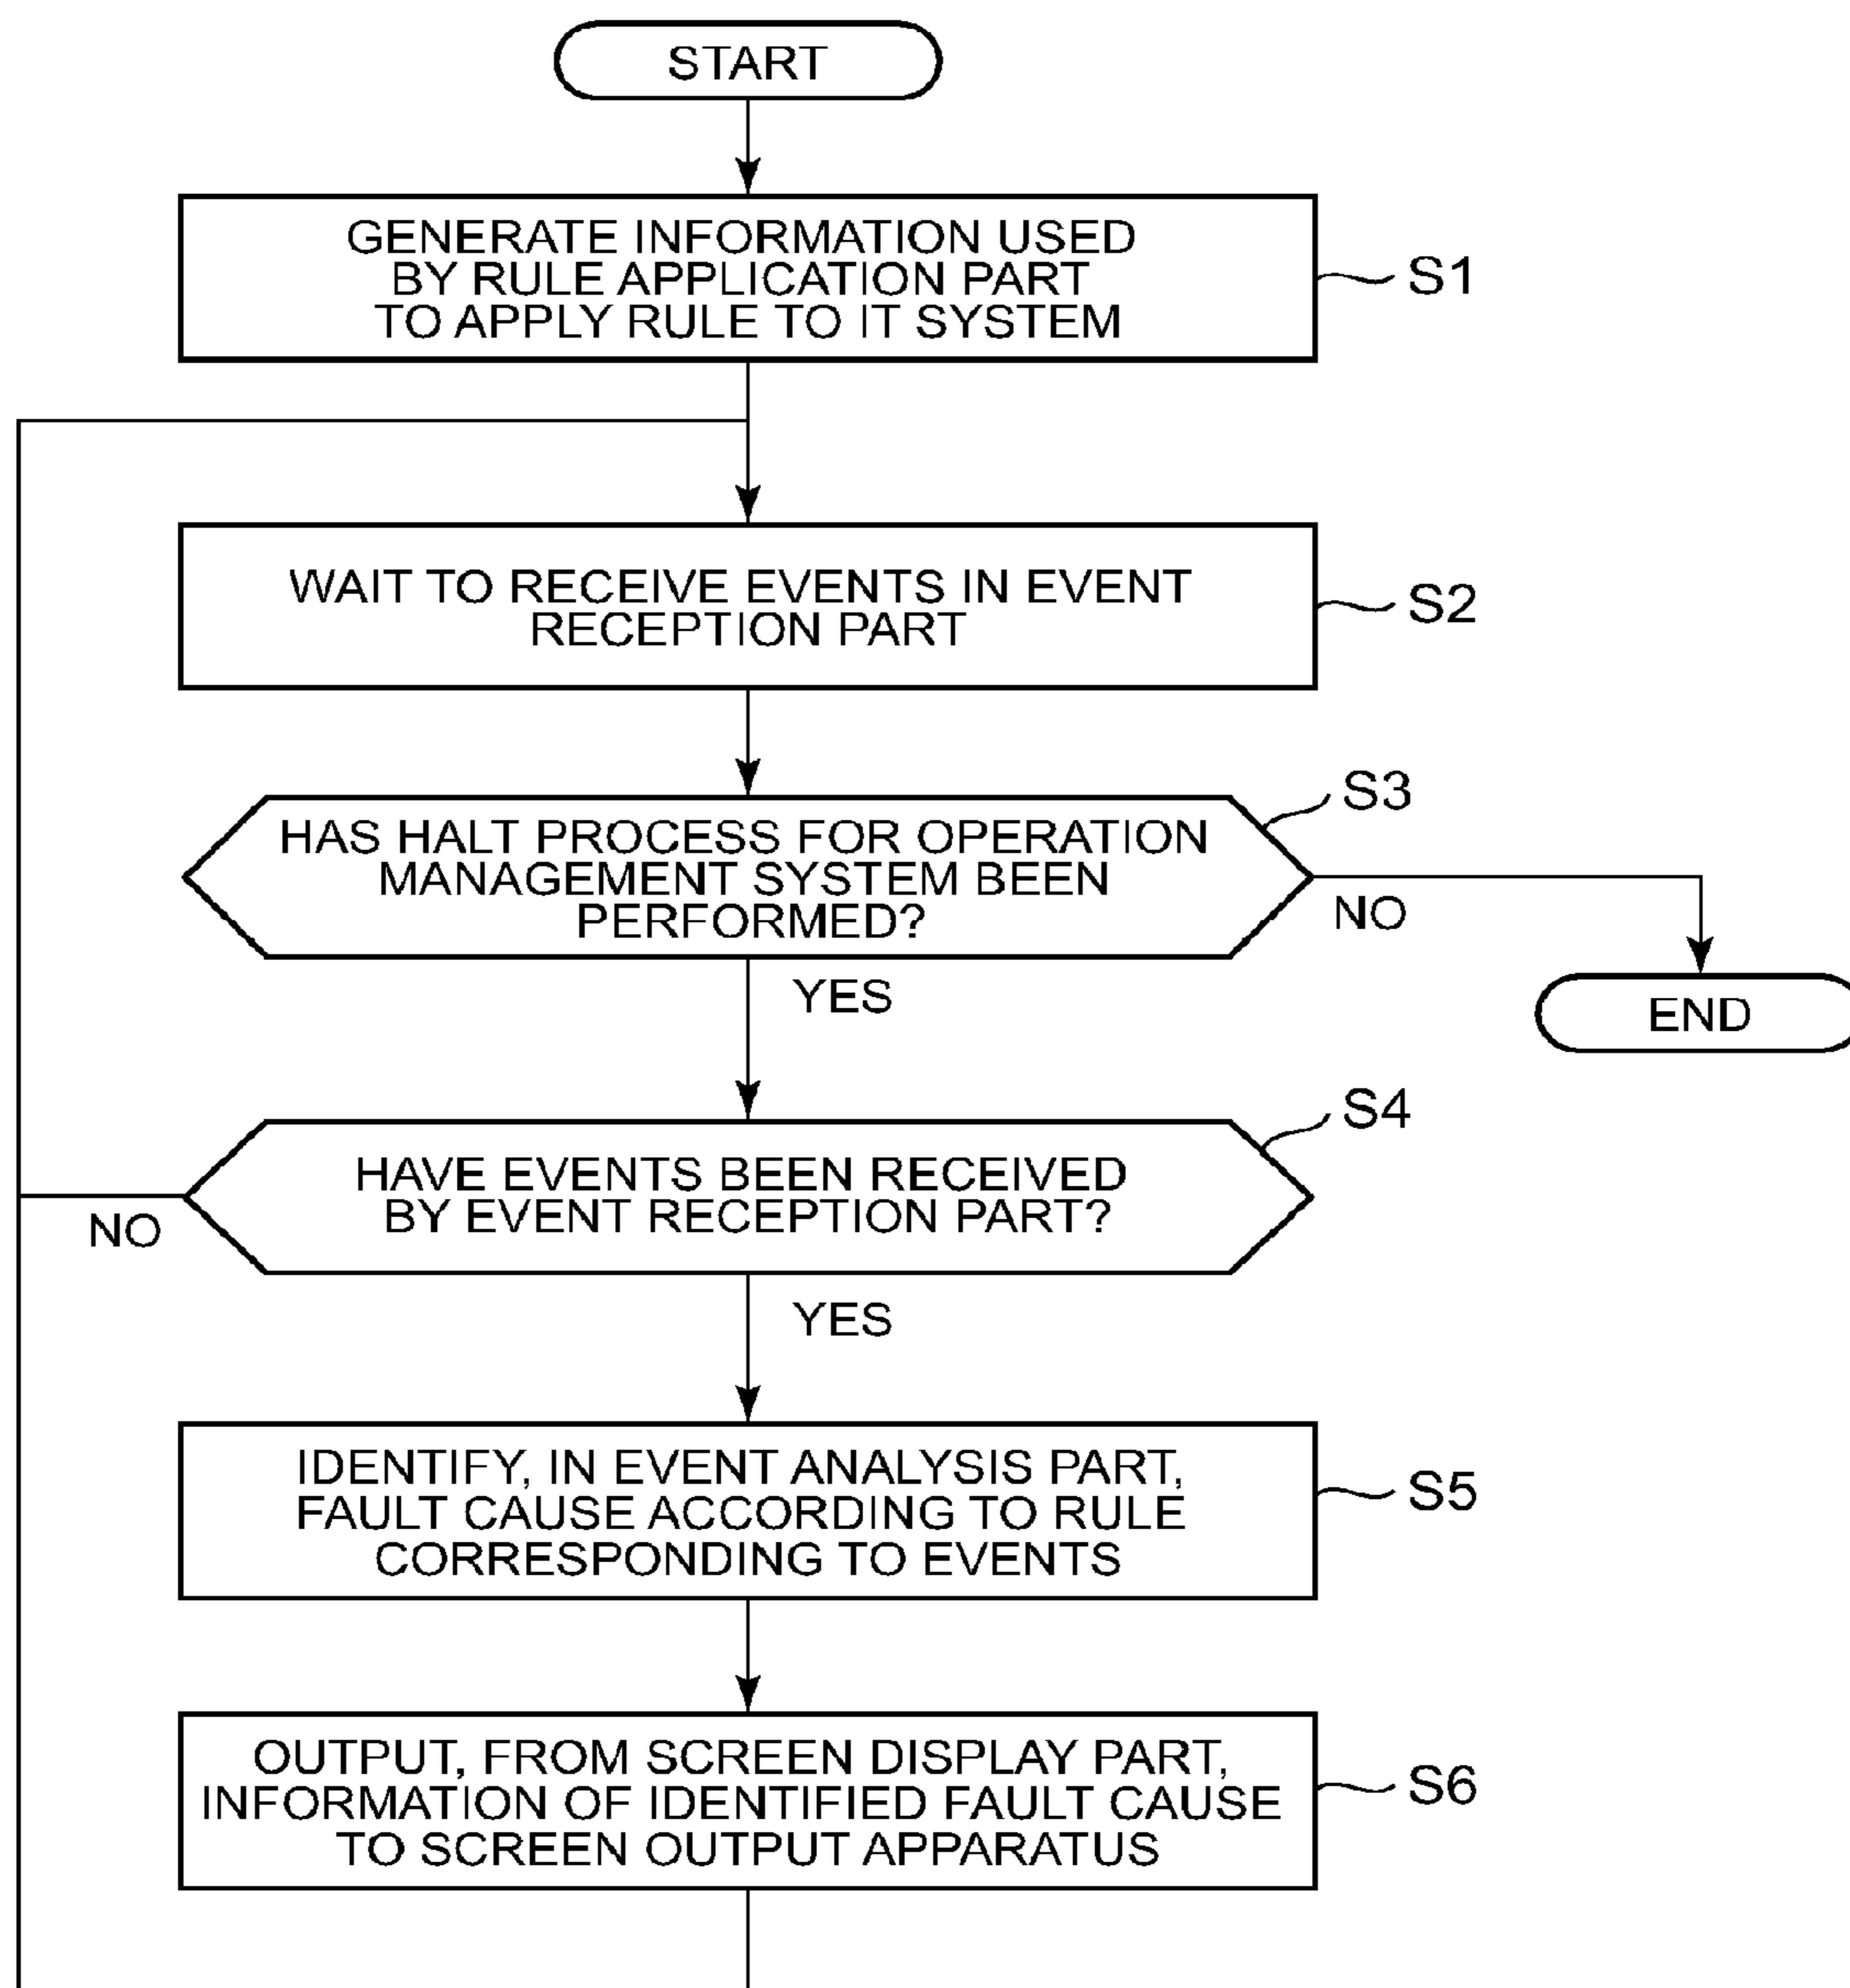 START
GENERATE INFORMATION USED
BY RULE APPLICATION PART
TO APPLY RULE TO IT SYSTEM
S1
WAIT TO RECEIVE EVENTS IN EVENT
RECEPTION PART
S2
S3
HAS HALT PROCESS FOR OPERATION
MANAGEMENT SYSTEM BEEN
PERFORMED?
NO
YES
END
S4
HAVE EVENTS BEEN RECEIVED
BY EVENT RECEPTION PART?
NO
YES
IDENTIFY, IN EVENT ANALYSIS PART,
FAULT CAUSE ACCORDING TO RULE
CORRESPONDING TO EVENTS
S5
OUTPUT, FROM SCREEN DISPLAY PART,
INFORMATION OF IDENTIFIED FAULT CAUSE
TO SCREEN OUTPUT APPARATUS
S6